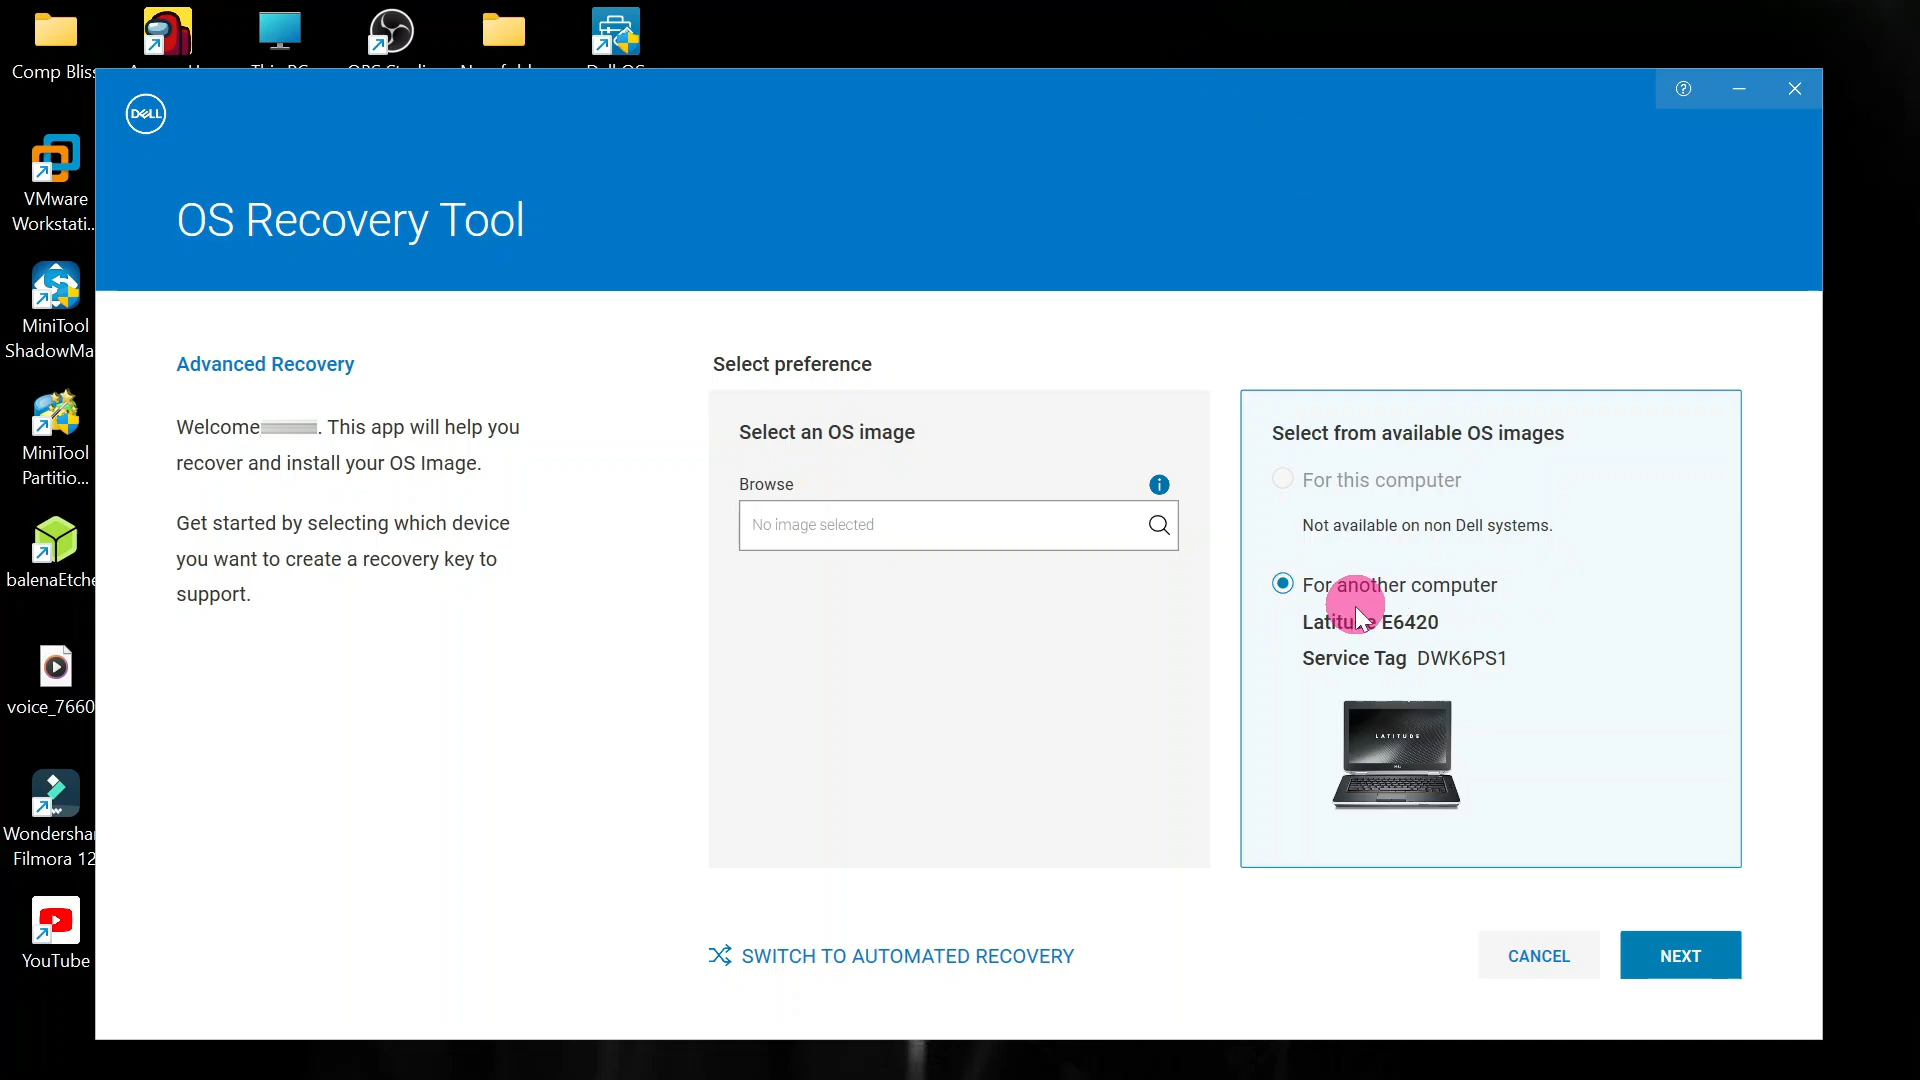 Comp Bliss
VMware
Workstati...
MiniTool
ShadowMa
MiniTool
Partitio...
balenaEtche
voice_7660
Wondershar
Filmora 12
YouTube
DELL
OS Recovery Tool
Advanced Recovery
Welcome . This app will help you
recover and install your OS Image.
Get started by selecting which device
you want to create a recovery key to
support.
Select preference
Select an OS image
Browse
No image selected
Select from available OS images
For this computer
Not available on non Dell systems.
For another computer
Latitude E6420
Service Tag DWK6PS1
LATITUDE
SWITCH TO AUTOMATED RECOVERY
CANCEL
NEXT